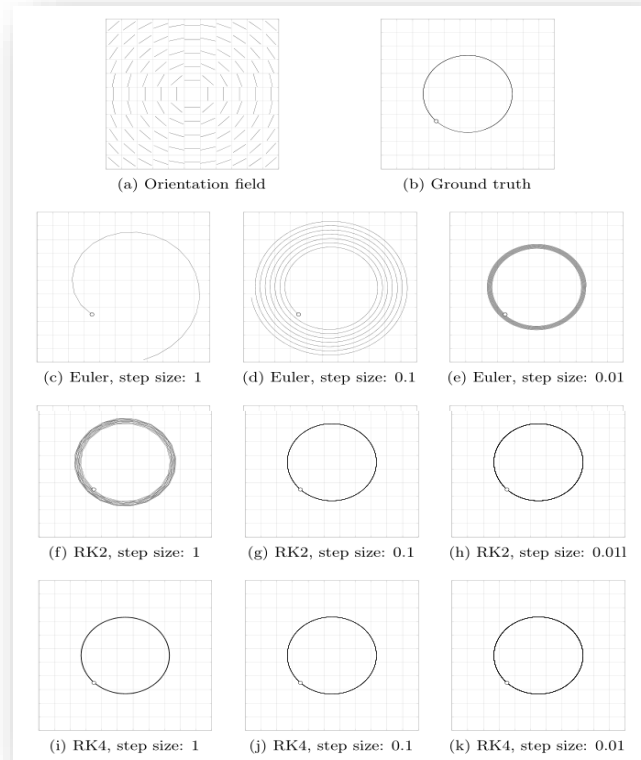 (a) Orientation field
(b) Ground truth
(c) Euler, step size: 1
(d) Euler, step size: 0.1
(e) Euler, step size: 0.01
(f) RK2, step size: 1
(g) RK2, step size: 0.1
(h) RK2, step size: 0.01l
(i) RK4, step size: 1
(j) RK4, step size: 0.1
(k) RK4, step size: 0.01